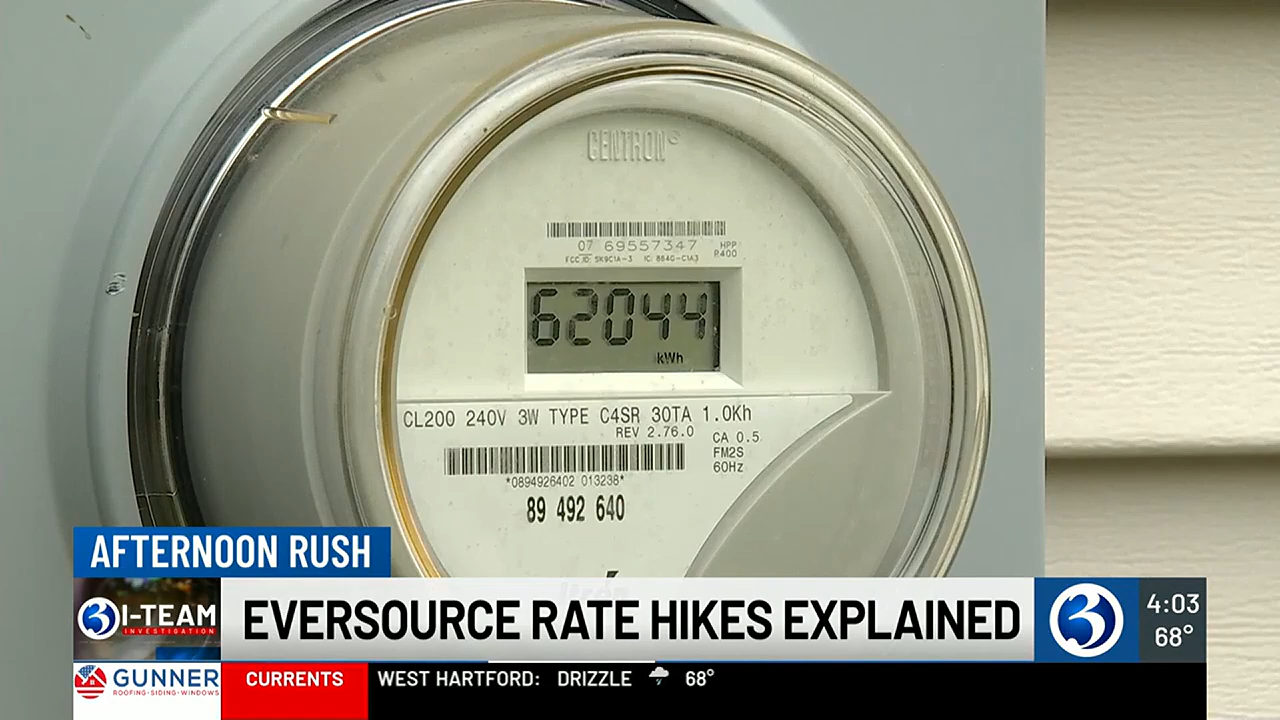 CENTRON®
07 69557347
HPP
R400
FCC ID: SK9C1A-3 IC: 864G-C1A3
62044
kWh
CL200 240V 3W TYPE C4SR 30TA 1.0Kh
REV 2.76.0
CA 0.5
FM2S
60Hz
*0894926402 013238*
89 492 640
Itron
AFTERNOON RUSH
3 I-TEAM
INVESTIGATION
EVERSOURCE RATE HIKES EXPLAINED
3
4:03
68°
GUNNER
ROOFING·SIDING·WINDOWS
CURRENTS
WEST HARTFORD: DRIZZLE 68°